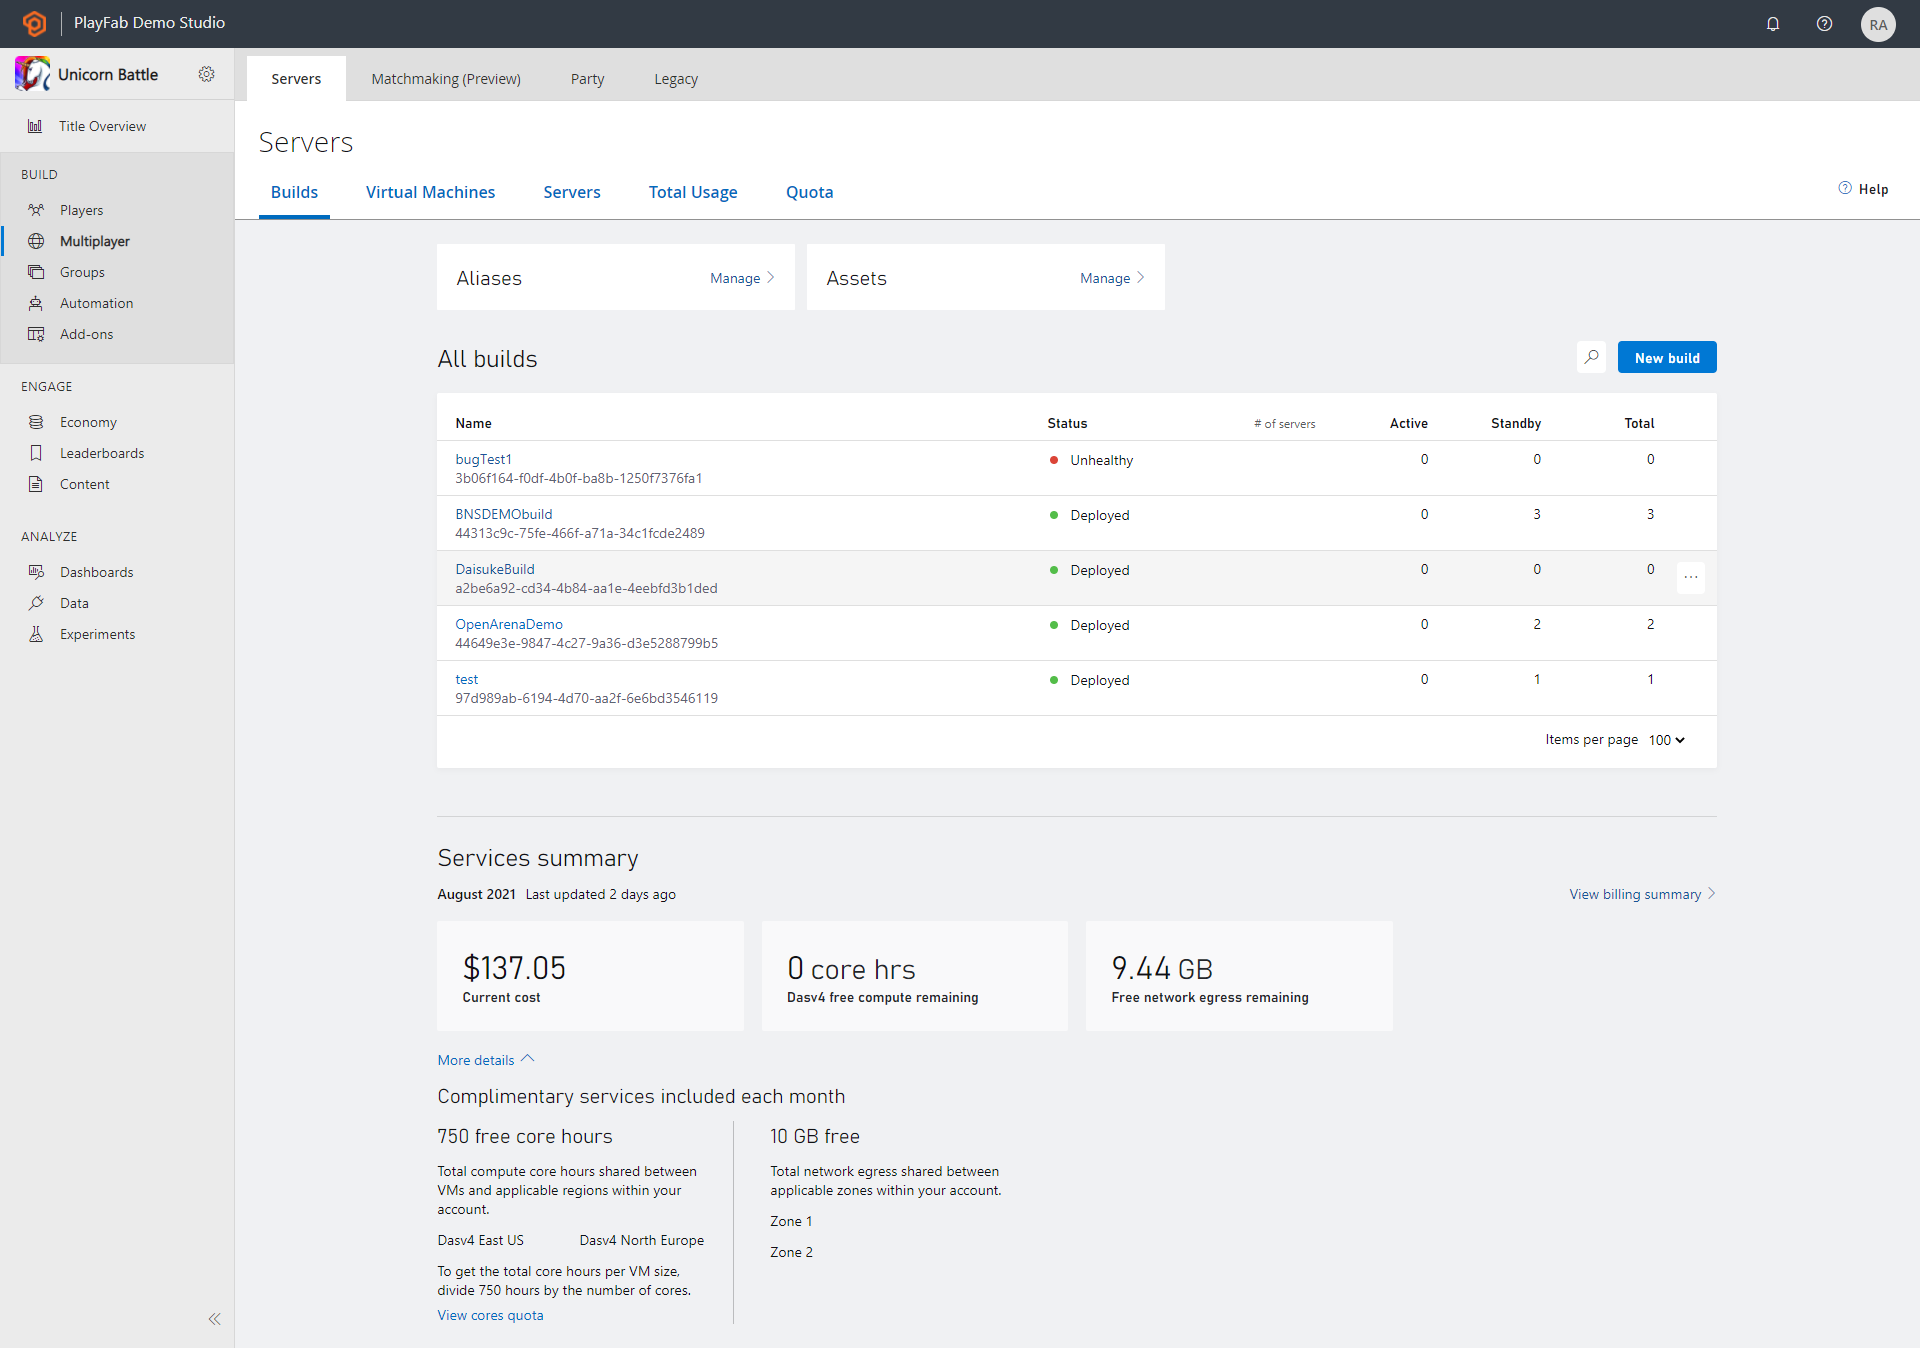 PlayFab Demo Studio
RA
Unicorn Battle
Servers
Matchmaking (Preview)
Party
Legacy
Title Overview
BUILD
Players
Multiplayer
Groups
Automation
Add-ons
ENGAGE
Economy
Leaderboards
Content
ANALYZE
Dashboards
Data
Experiments
Servers
Builds
Virtual Machines
Servers
Total Usage
Quota
Help
Aliases
Manage
Assets
Manage
All builds
New build
Name Status # of servers Active Standby Total
bugTest1 Unhealthy 0 0 0
3b06f164-f0df-4b0f-ba8b-1250f7376fa1
BNSDEMObuild Deployed 0 3 3
44313c9c-75fe-466f-a71a-34c1fcde2489
DaisukeBuild Deployed 0 0 0
a2be6a92-cd34-4b84-aa1e-4eebfd3b1ded
OpenArenaDemo Deployed 0 2 2
44649e3e-9847-4c27-9a36-d3e5288799b5
test Deployed 0 1 1
97d989ab-6194-4d70-aa2f-6e6bd3546119
Items per page 100
Services summary
August 2021 Last updated 2 days ago
View billing summary
$137.05
Current cost
0 core hrs
Dasv4 free compute remaining
9.44 GB
Free network egress remaining
More details
Complimentary services included each month
750 free core hours
Total compute core hours shared between
VMs and applicable regions within your
account.
Dasv4 East US Dasv4 North Europe
To get the total core hours per VM size,
divide 750 hours by the number of cores.
View cores quota
10 GB free
Total network egress shared between
applicable zones within your account.
Zone 1
Zone 2